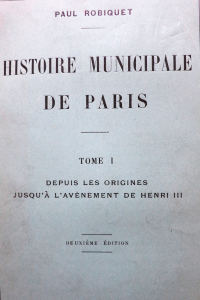 PAUL ROBIQUET
HISTOIRE MUNICIPALE
DE PARIS
TOME I
DEPUIS LES ORIGINES
JUSQU'À L'AVÈNEMENT DE HENRI III
DEUXIÈME ÉDITION